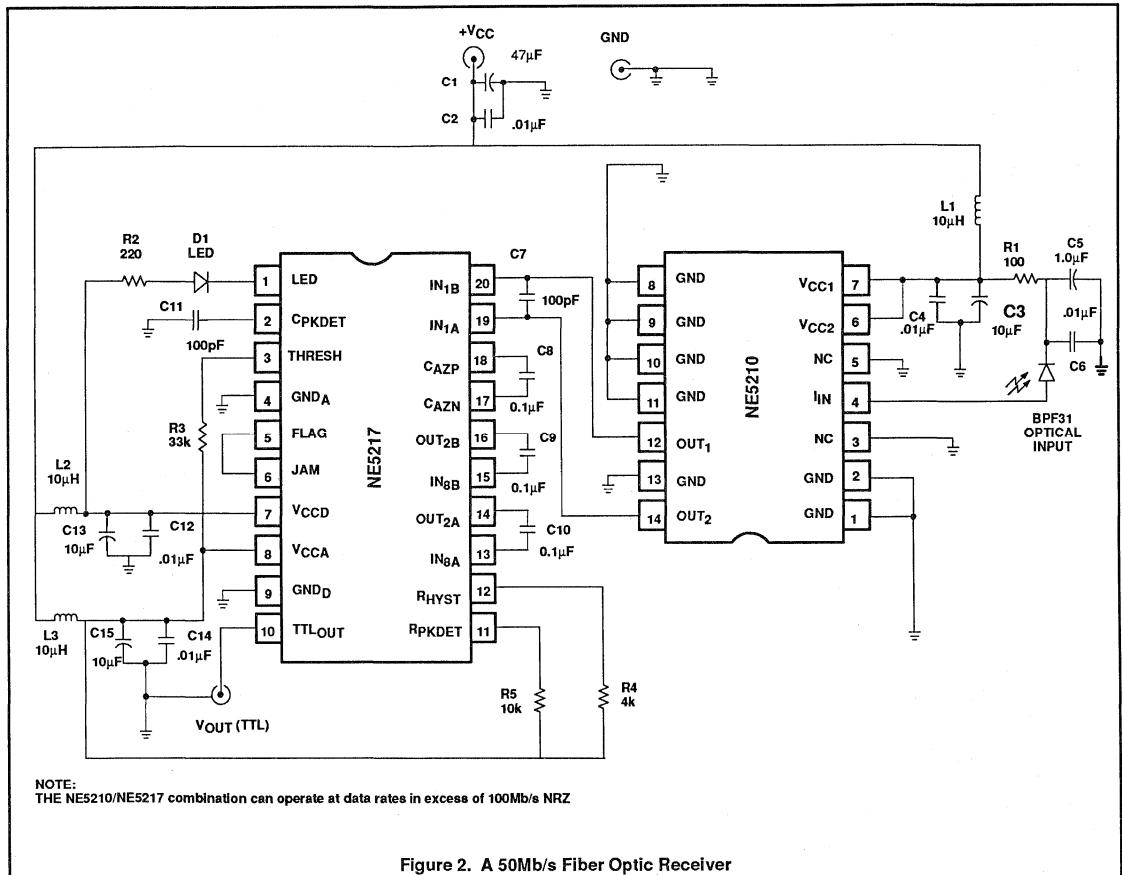 +VCC
GND
47µF
C1
C2
.01µF
L1
10µH
R2
220
D1
LED
C7
R1
100
C5
1.0µF
1
LED
IN1B
20
8
GND
VCC1
7
C11
100pF
100pF
2
CPKDET
IN1A
19
9
GND
VCC2
6
C4
.01µF
C3
10µF
.01µF
C6
3
THRESH
CAZP
18
C8
10
GND
NC
5
4
GNDA
CAZN
17
0.1µF
11
GND
IIN
4
R3
33k
5
FLAG
NE5217
OUT2B
16
C9
12
OUT1
NE5210
NC
3
BPF31
OPTICAL
INPUT
L2
10µH
6
JAM
IN8B
15
0.1µF
13
GND
GND
2
C13
10µF
C12
.01µF
7
VCCD
OUT2A
14
C10
0.1µF
14
OUT2
GND
1
8
VCCA
IN8A
13
9
GNDD
RHYST
12
L3
10µH
C15
10µF
C14
.01µF
10
TTLOUT
RPKDET
11
R5
10k
R4
4k
VOUT (TTL)
NOTE:
THE NE5210/NE5217 combination can operate at data rates in excess of 100Mb/s NRZ
Figure 2. A 50Mb/s Fiber Optic Receiver